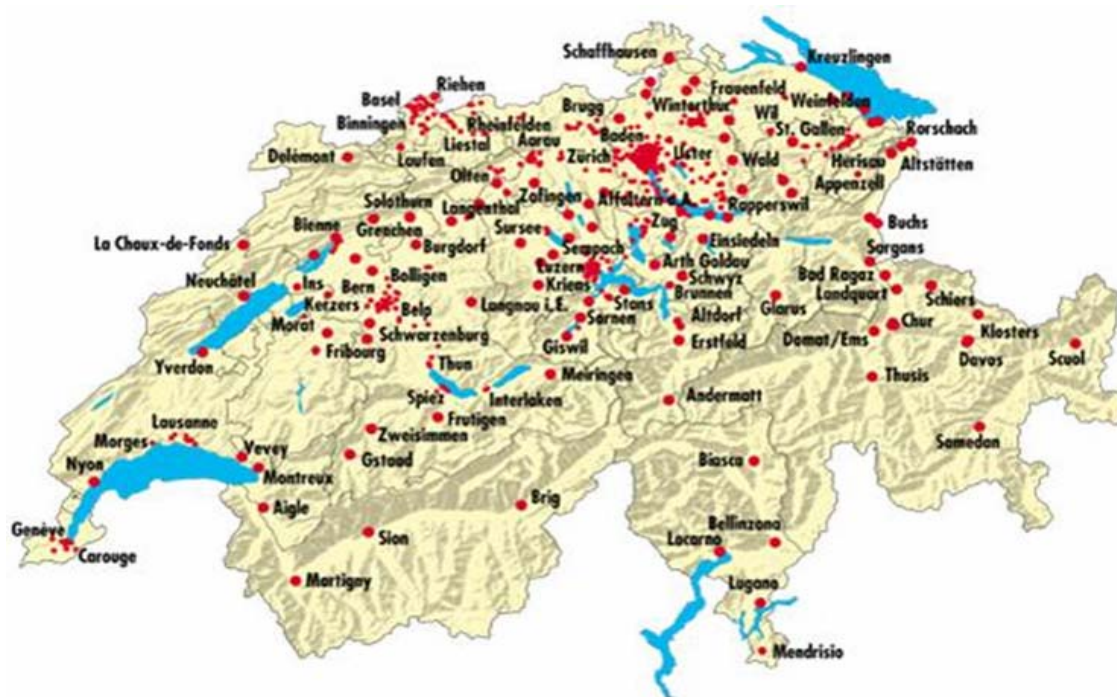 Schaffhausen
Kreuzlingen
Riehen
Basel
Frauenfeld
Brugg
Winterthur
Weinfelden
Binningen
Rheinfelden
Wil
Baden
St. Gallen
Rorschach
Liestal
Aarau
Delémont
Laufen
Zürich
Uster
Wald
Herisau
Altstätten
Olten
Appenzell
Solothurn
Zofingen
Affoltern a.A.
Rapperswil
Langenthal
Bienne
Grenchen
Sursee
Zug
Buchs
La Chaux-de-Fonds
Burgdorf
Sempach
Einsiedeln
Sargans
Luzern
Arth Goldau
Neuchâtel
Ins
Bolligen
Bad Ragaz
Bern
Kriens
Schwyz
Kerzers
Brunnen
Landquart
Schiers
Belp
Langnau i.E.
Stans
Glarus
Morat
Sarnen
Altdorf
Chur
Klosters
Schwarzenburg
Domat/Ems
Fribourg
Giswil
Erstfeld
Davos
Scuol
Yverdon
Thun
Meiringen
Thusis
Spiez
Interlaken
Andermatt
Frutigen
Lausanne
Zweisimmen
Samedan
Morges
Vevey
Gstaad
Biasca
Nyon
Montreux
Brig
Aigle
Bellinzona
Genève
Sion
Locarno
Carouge
Martigny
Lugano
Mendrisio